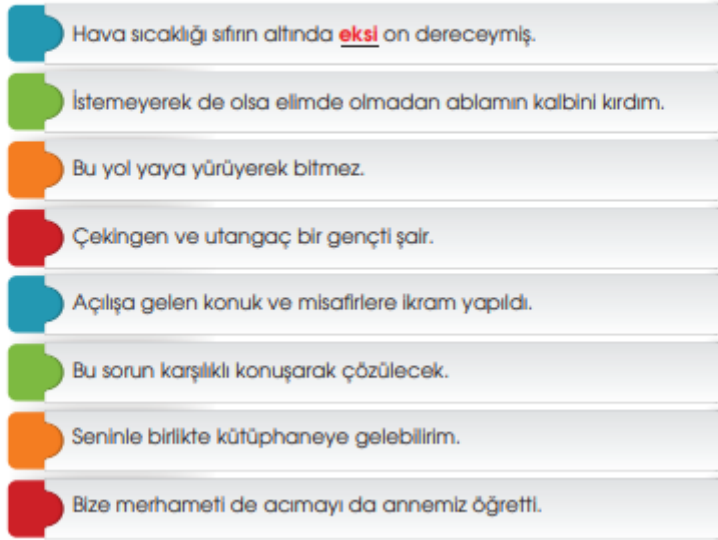 Hava sıcaklığı sıfırın altında eksi on dereceymiş.
İstemeyerek de olsa elimde olmadan ablamın kalbini kırdım.
Bu yol yaya yürüyerek bitmez.
Çekingen ve utangaç bir gençti şair.
Açılışa gelen konuk ve misafirlere ikram yapıldı.
Bu sorun karşılıklı konuşarak çözülecek.
Seninle birlikte kütüphaneye gelebilirim.
Bize merhameti de acımayı da annemiz öğretti.